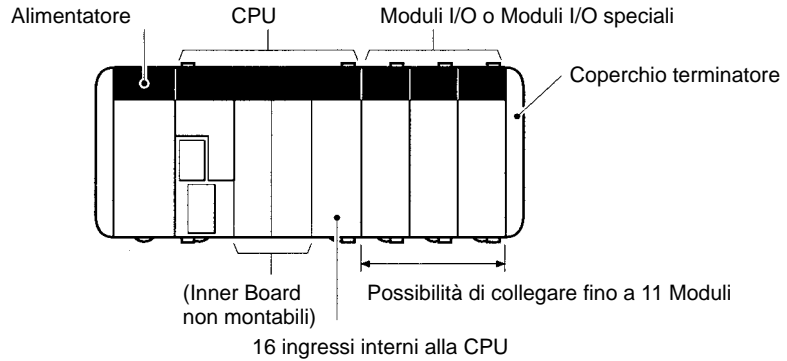 Alimentatore
CPU
Moduli I/O o Moduli I/O speciali
Coperchio terminatore
(Inner Board
non montabili)
Possibilità di collegare fino a 11 Moduli
16 ingressi interni alla CPU